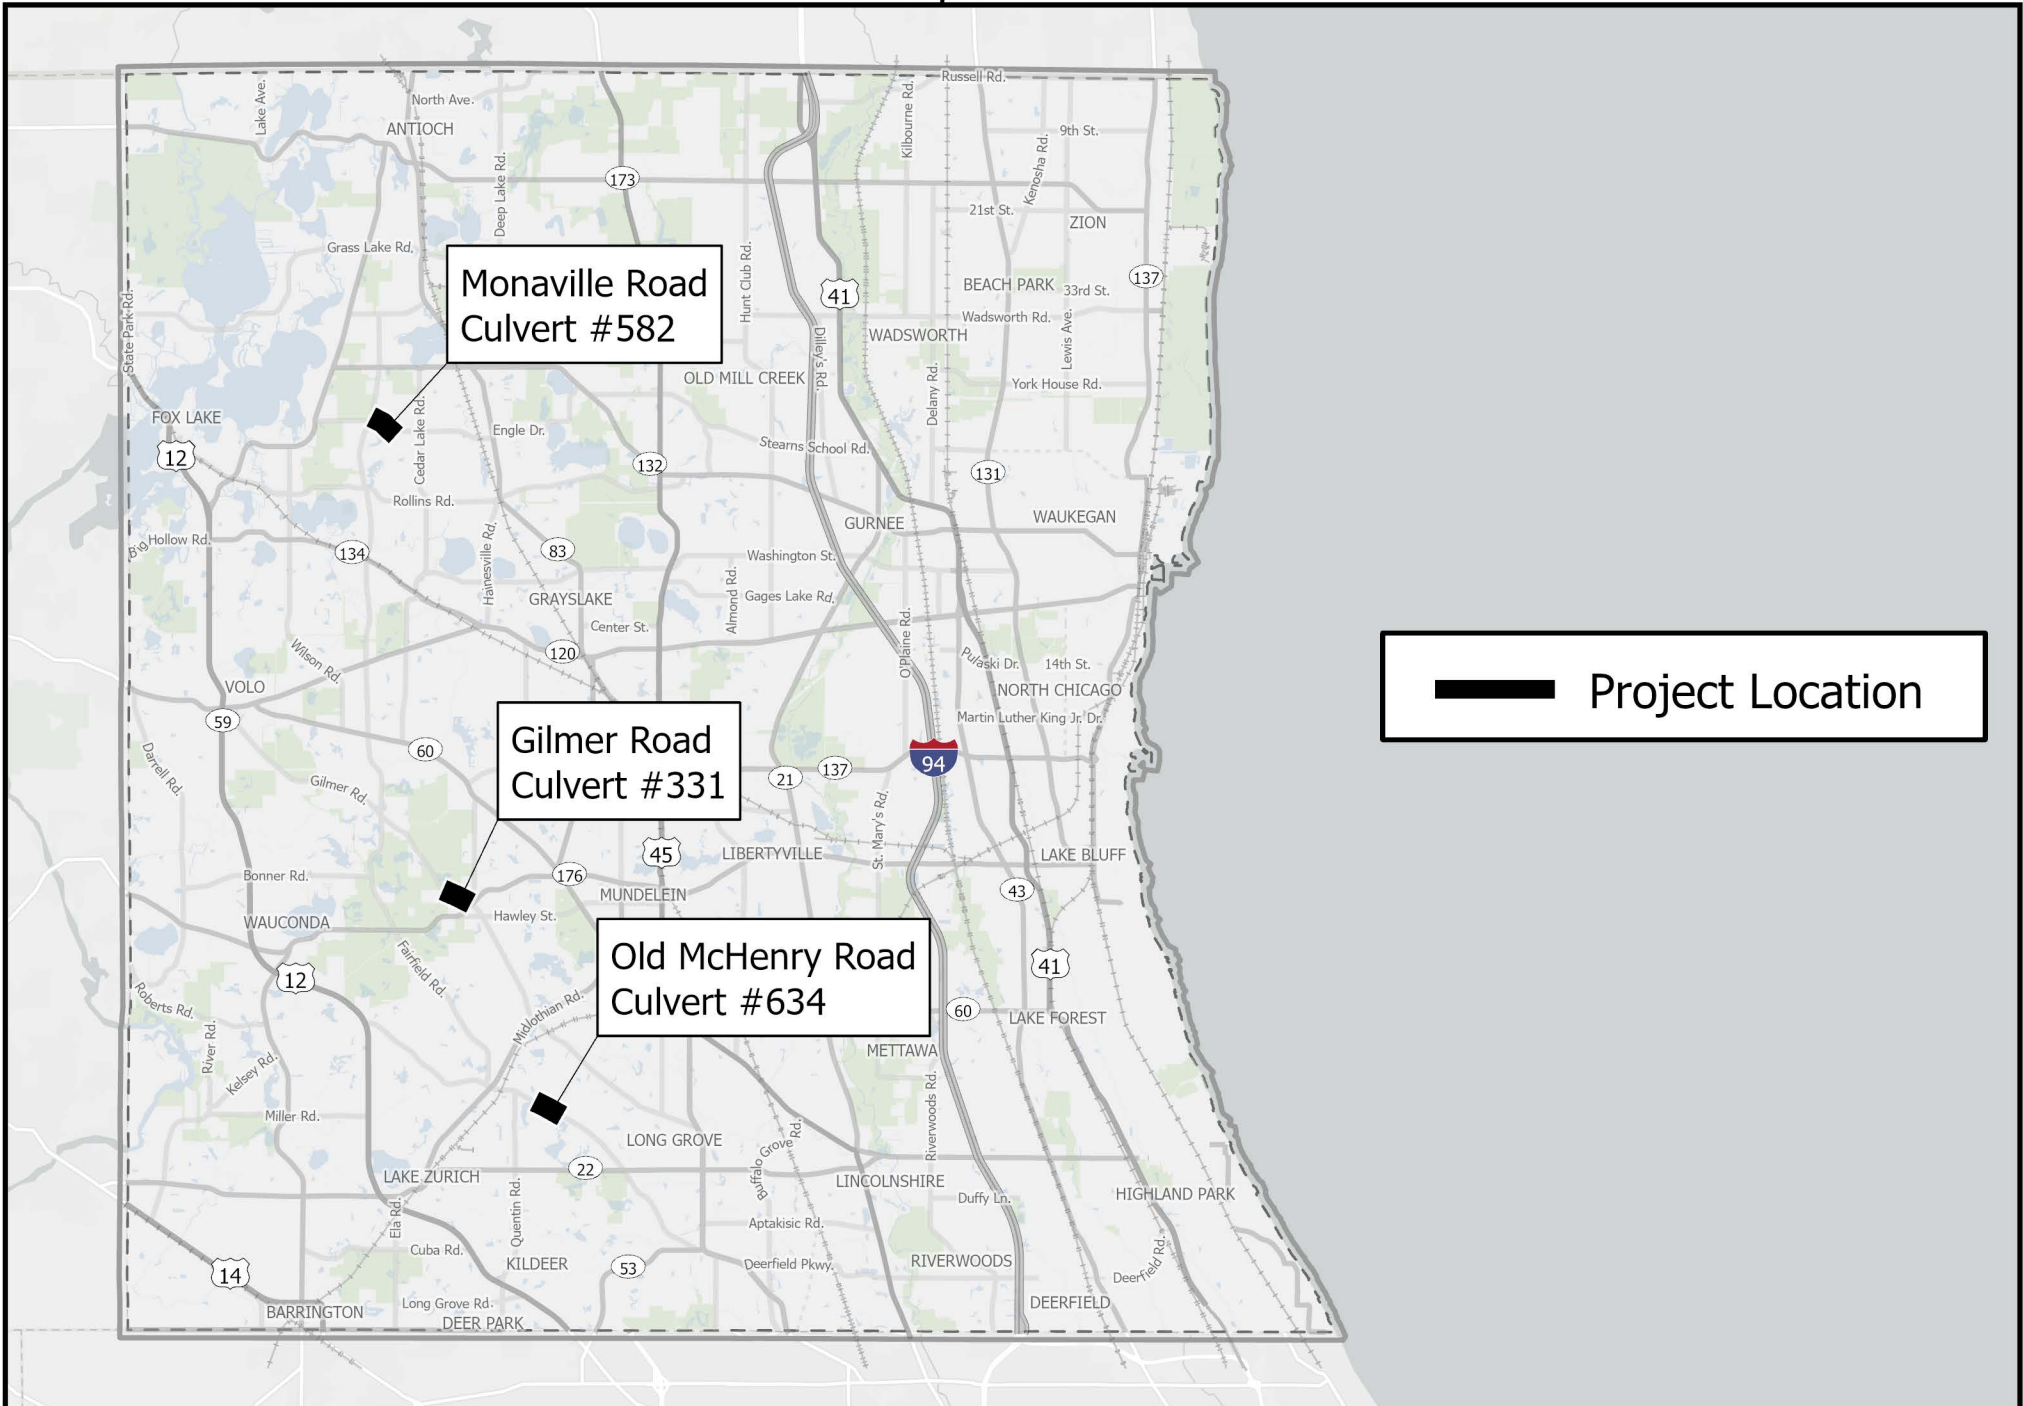 Russell Rd.
Lake Ave.
North Ave.
ANTIOCH
Kilbourne Rd.
9th St.
Kenosha Rd.
Deep Lake Rd.
173
21st St.
ZION
Grass Lake Rd.
Hunt Club Rd.
Monaville Road
Culvert #582
41
BEACH PARK
33rd St.
137
State Park Rd.
Wadsworth Rd.
WADSWORTH
Dilley's Rd.
Lewis Ave.
OLD MILL CREEK
Delany Rd.
York House Rd.
FOX LAKE
Cedar Lake Rd.
Engle Dr.
Stearns School Rd.
12
132
131
Rollins Rd.
GURNEE
WAUKEGAN
Big Hollow Rd.
134
Hainesville Rd.
83
Washington St.
GRAYSLAKE
Almond Rd.
Gages Lake Rd.
Center St.
O'Plaine Rd.
120
Wilson Rd.
Pulaski Dr.
14th St.
VOLO
NORTH CHICAGO
59
Martin Luther King Jr. Dr.
Project Location
60
Gilmer Road
Culvert #331
Darrell Rd.
Gilmer Rd.
21
137
94
St. Mary's Rd.
45
LIBERTYVILLE
LAKE BLUFF
Bonner Rd.
176
MUNDELEIN
43
WAUCONDA
Hawley St.
Fairfield Rd.
Old McHenry Road
Culvert #634
12
41
Roberts Rd.
Midlothian Rd.
60
LAKE FOREST
River Rd.
Kelsey Rd.
METTAWA
Riverwoods Rd.
Miller Rd.
LONG GROVE
Buffalo Grove Rd.
22
LAKE ZURICH
LINCOLNSHIRE
Duffy Ln.
HIGHLAND PARK
Ela Rd.
Quentin Rd.
Aptakisic Rd.
Cuba Rd.
KILDEER
53
Deerfield Pkwy.
RIVERWOODS
Deerfield Rd.
14
BARRINGTON
Long Grove Rd.
DEER PARK
DEERFIELD